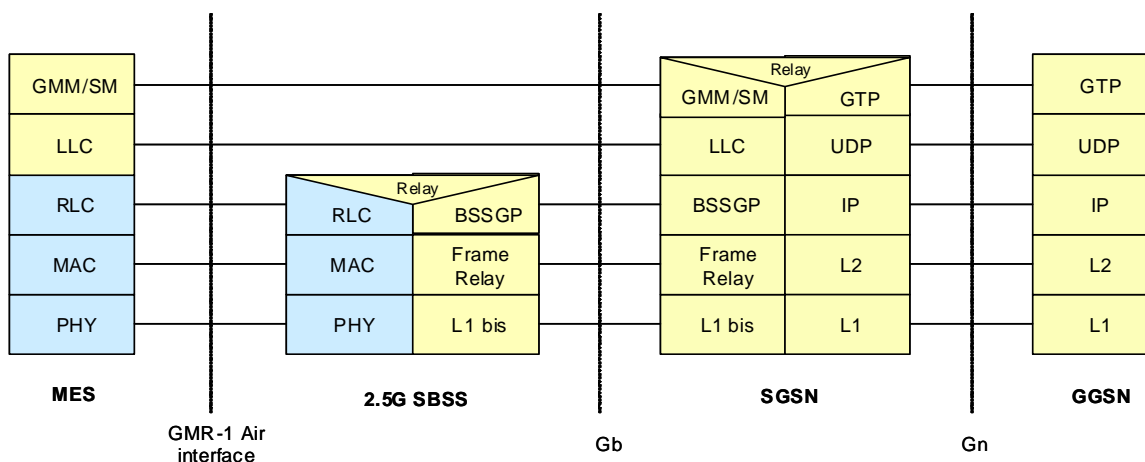 GMM/SM
LLC
RLC
MAC
PHY
MES
Relay
RLC
BSSGP
MAC
Frame
Relay
PHY
L1 bis
2.5G SBSS
Relay
GMM/SM
GTP
LLC
UDP
BSSGP
IP
Frame
Relay
L2
L1 bis
L1
SGSN
GTP
UDP
IP
L2
L1
GGSN
GMR-1 Air
interface
Gb
Gn